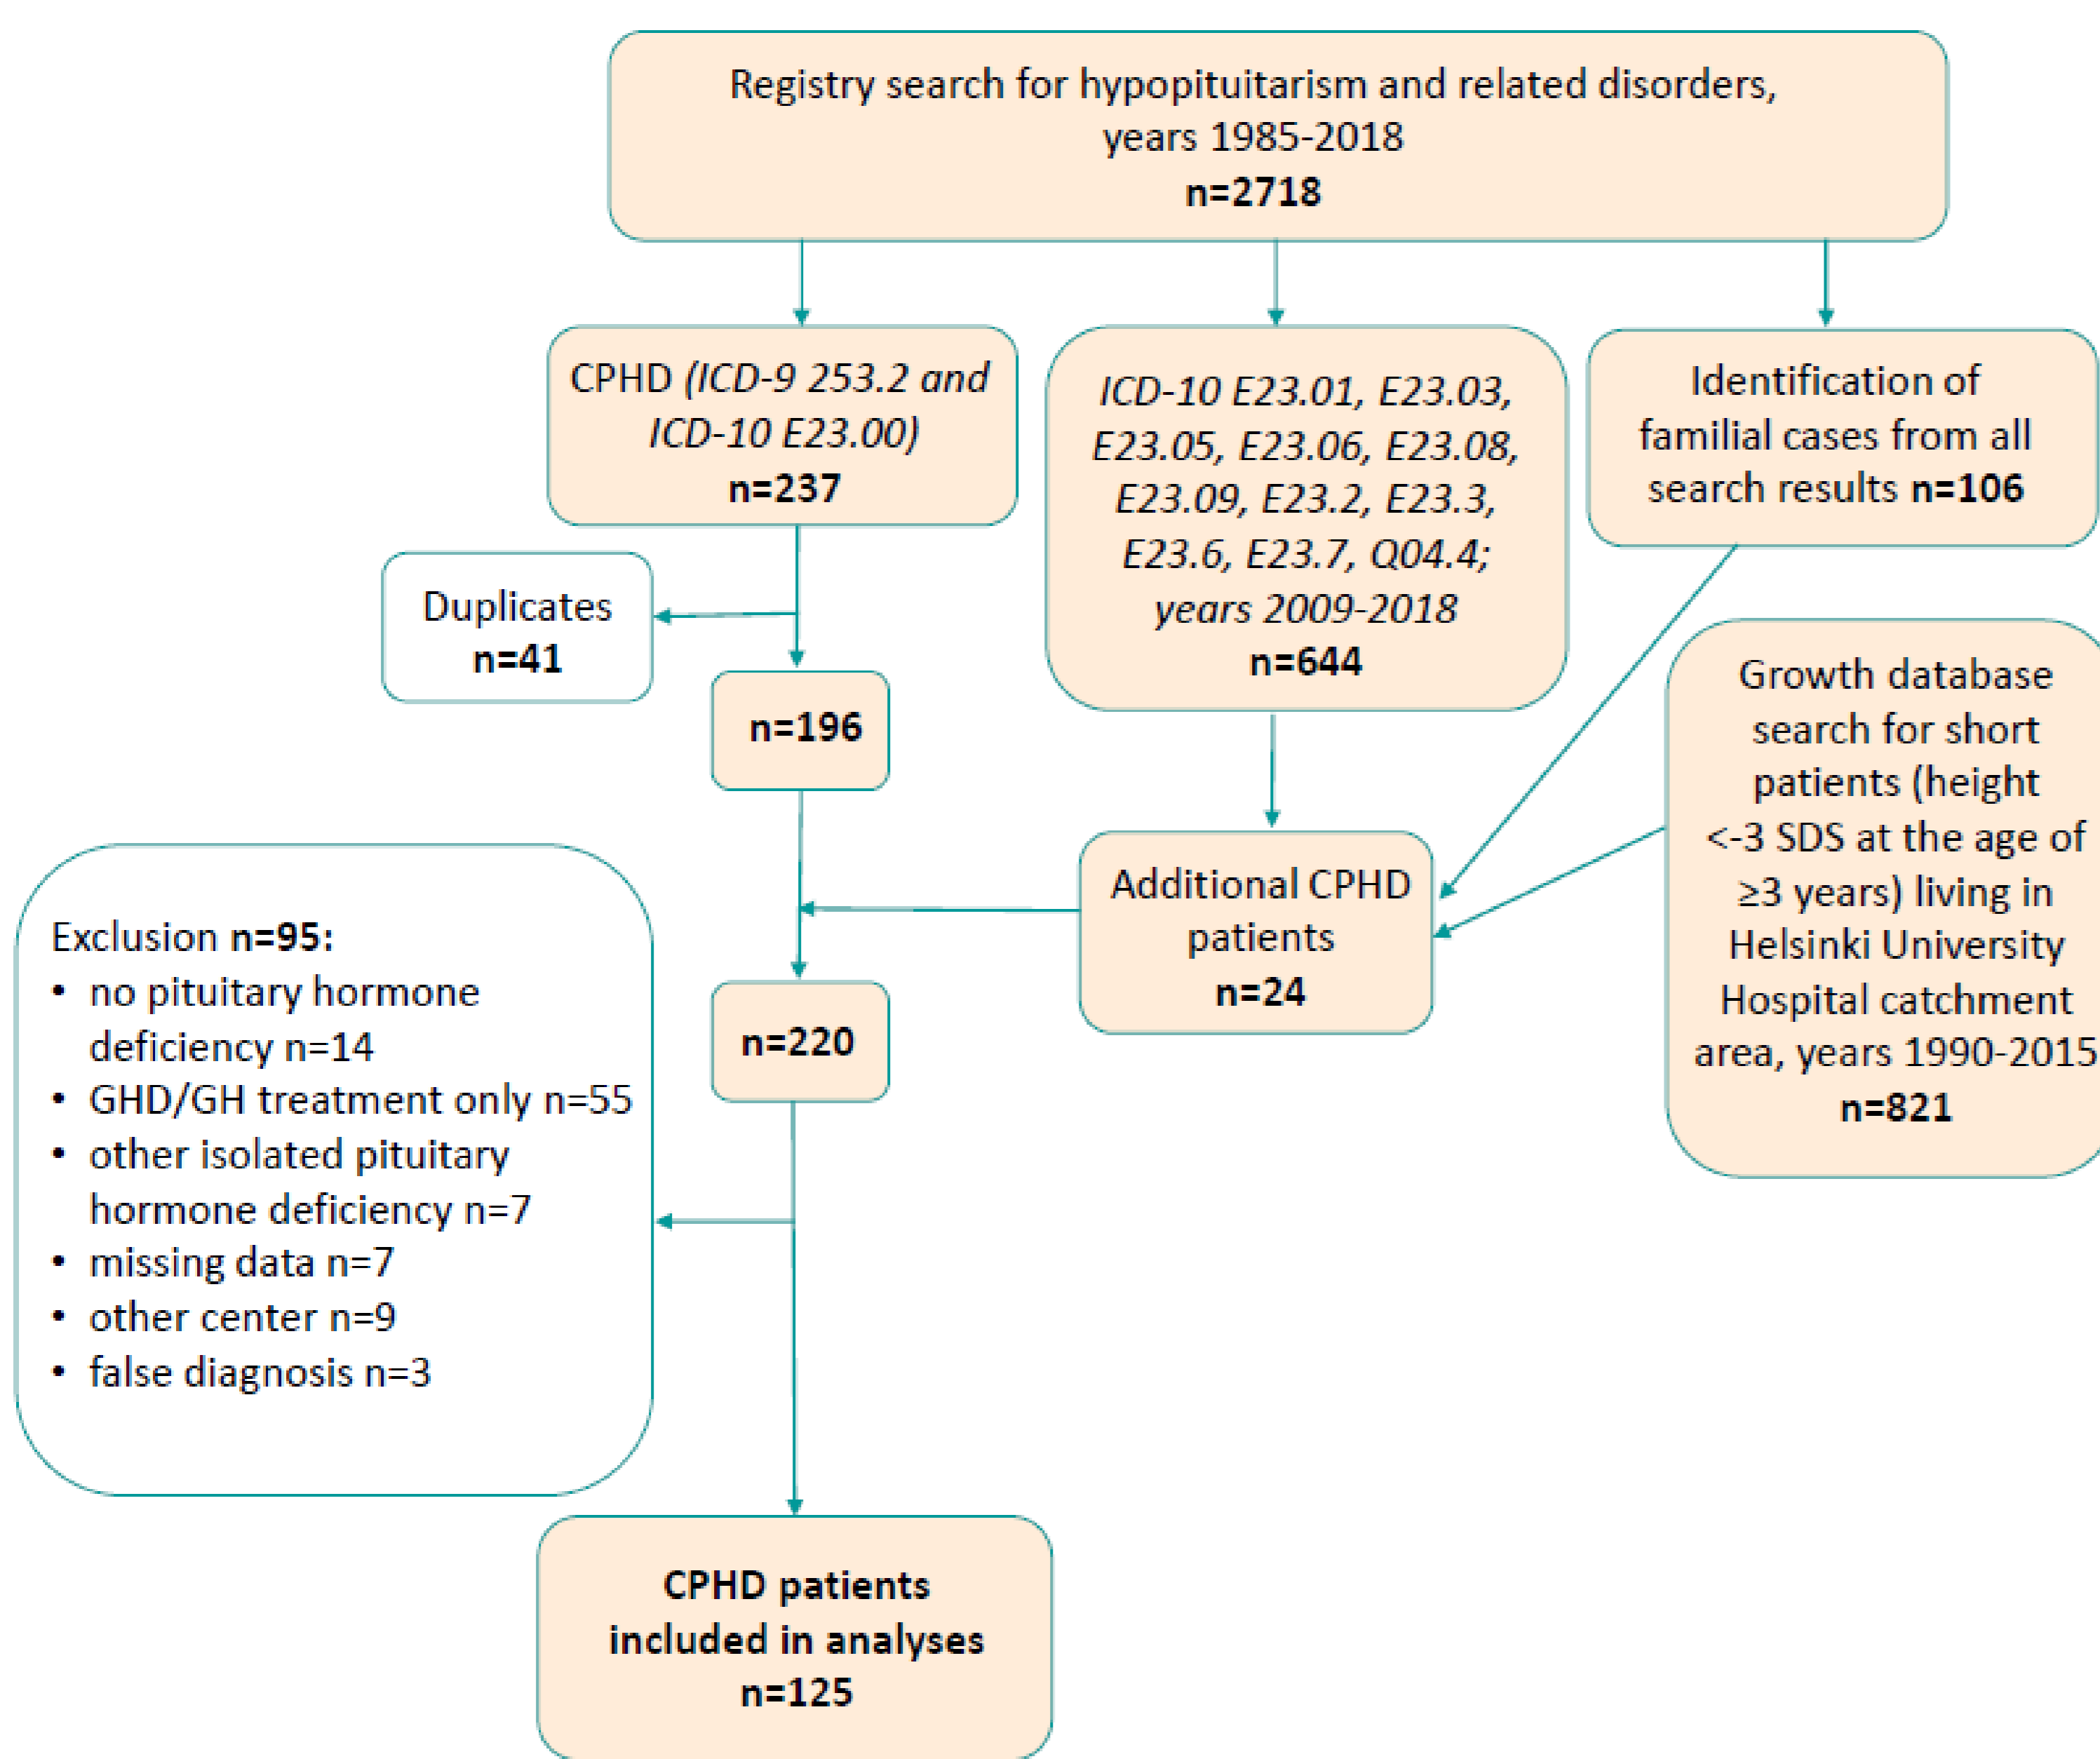 Registry search for hypopituitarism and related disorders,
years 1985-2018
n=2718
CPHD (ICD-9 253.2 and
ICD-10 E23.00)
n=237
ICD-10 E23.01, E23.03,
E23.05, E23.06, E23.08,
E23.09, E23.2, E23.3,
E23.6, E23.7, Q04.4;
years 2009-2018
n=644
Identification of
familial cases from all
search results n=106
Duplicates
n=41
n=196
Growth database
search for short
patients (height
<-3 SDS at the age of
≥3 years) living in
Helsinki University
Hospital catchment
area, years 1990-2015
n=821
Additional CPHD
patients
n=24
n=220
Exclusion n=95:
• no pituitary hormone
deficiency n=14
• GHD/GH treatment only n=55
• other isolated pituitary
hormone deficiency n=7
• missing data n=7
• other center n=9
• false diagnosis n=3
CPHD patients
included in analyses
n=125